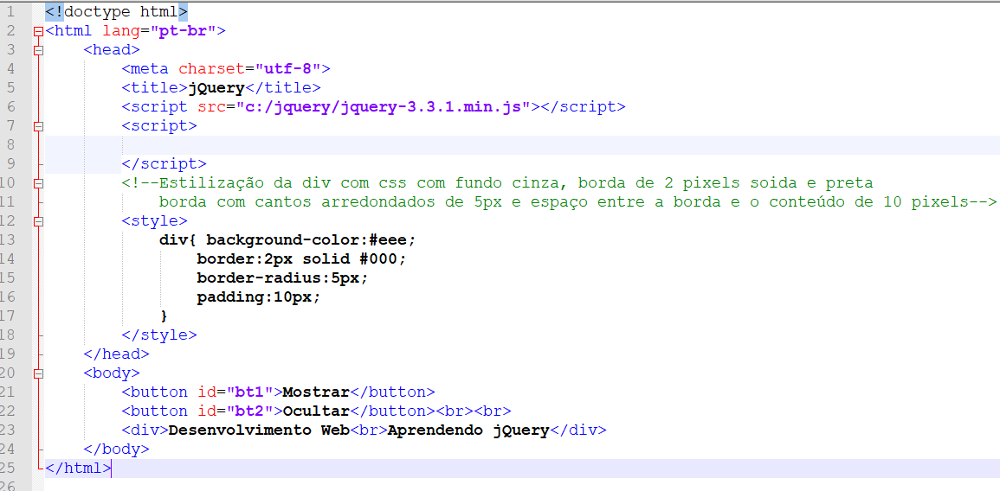 1 <!doctype html>
2 <html lang="pt-br">
3 <head>
4 <meta charset="utf-8">
5 <title>jQuery</title>
6 <script src="c:/jquery/jquery-3.3.1.min.js"></script>
7 <script>
8
9 </script>
10 <!--Estilização da div com css com fundo cinza, borda de 2 pixels soida e preta
11 borda com cantos arredondados de 5px e espaço entre a borda e o conteúdo de 10 pixels-->
12 <style>
13 div{ background-color:#eee;
14 border:2px solid #000;
15 border-radius:5px;
16 padding:10px;
17 }
18 </style>
19 </head>
20 <body>
21 <button id="bt1">Mostrar</button>
22 <button id="bt2">Ocultar</button><br><br>
23 <div>Desenvolvimento Web<br>Aprendendo jQuery</div>
24 </body>
25 </html>
26